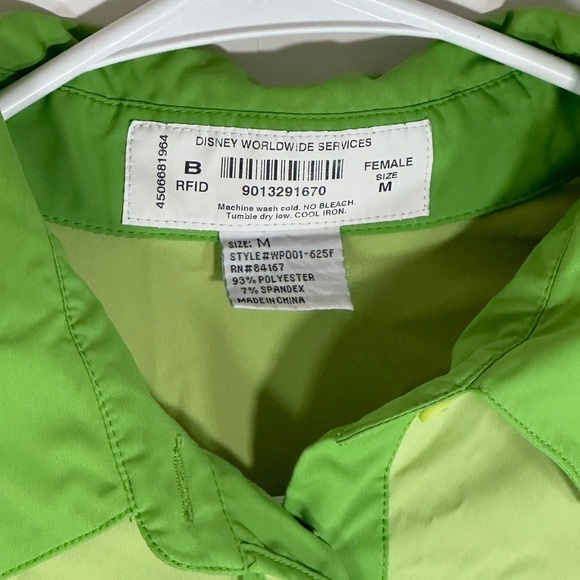 DISNEY WORLDWIDE SERVICES
4506681964
B
RFID
9013291670
FEMALE
SIZE
M
Machine wash cold. NO BLEACH.
Tumble dry low. COOL IRON.
SIZE: M
STYLE#WP001-625F
RN#84167
93% POLYESTER
7% SPANDEX
MADE IN CHINA